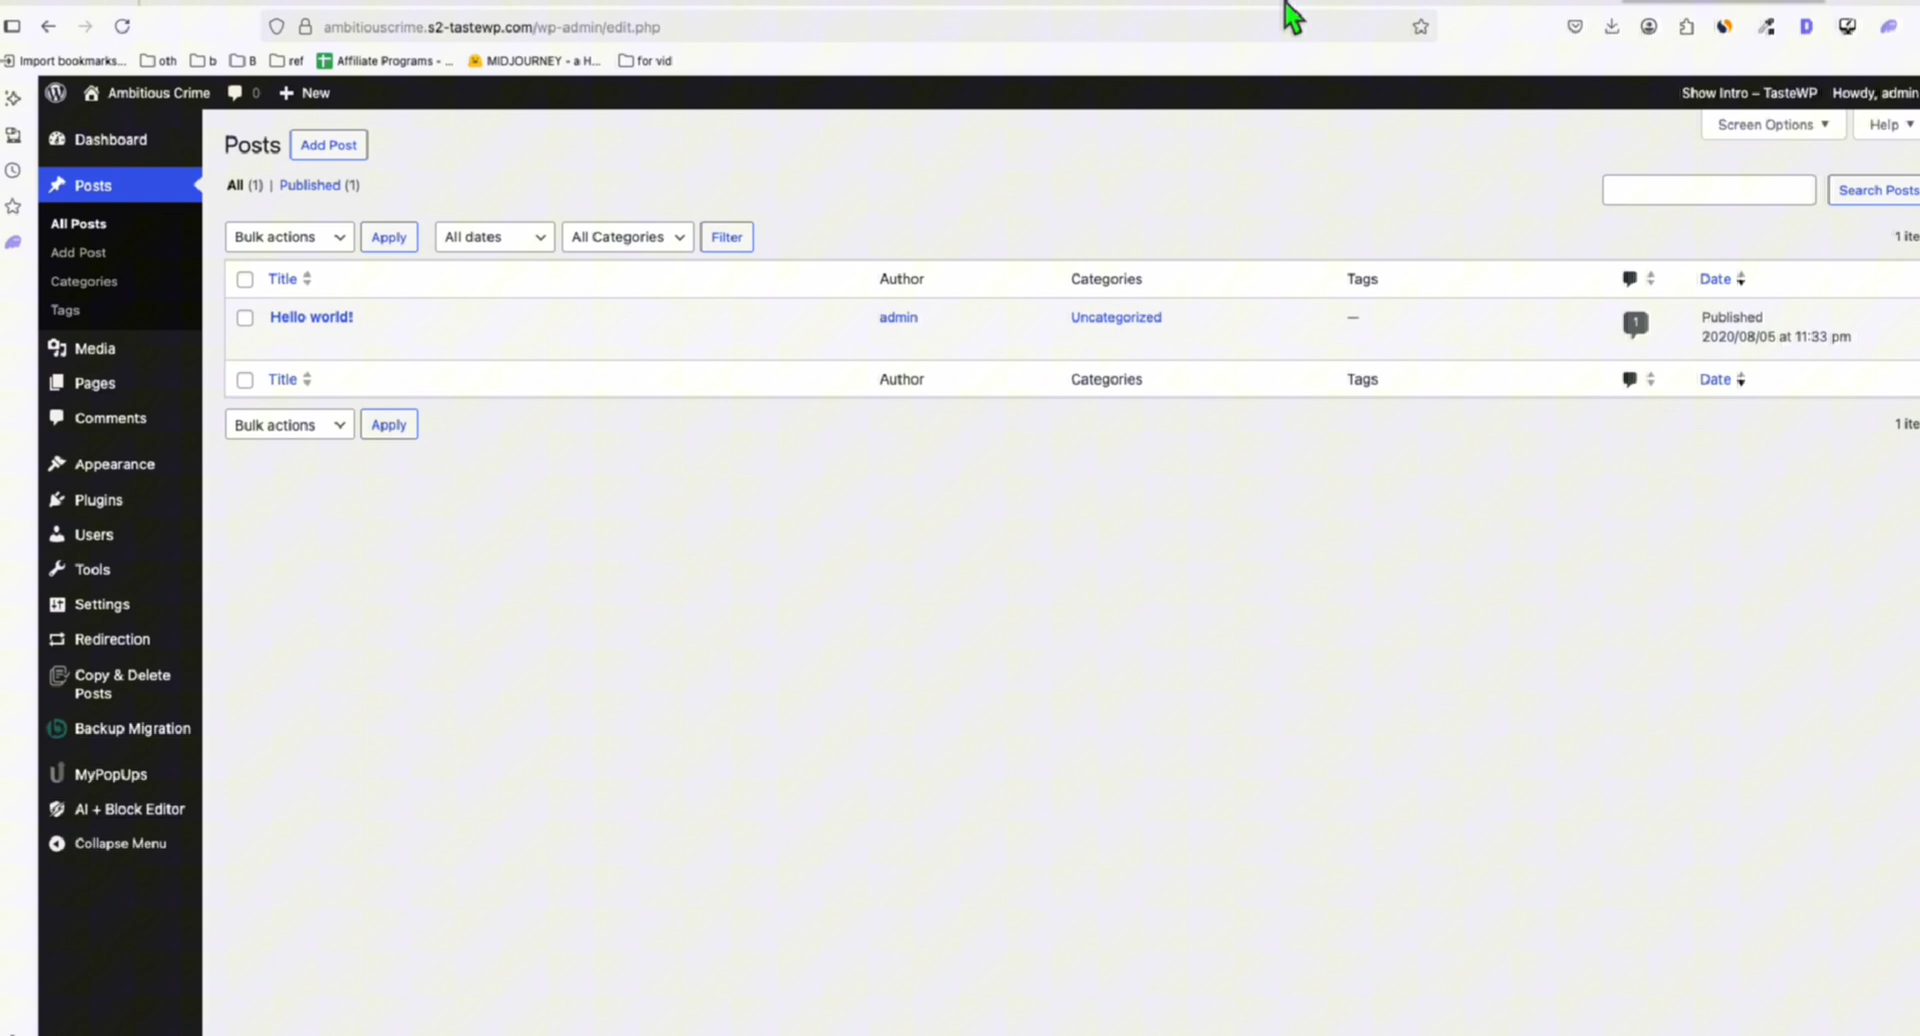 ambitiouscrime.s2-tastewp.com/wp-admin/edit.php
Import bookmarks... oth b B ref Affiliate Programs - ... MIDJOURNEY - a H... for vid
Ambitious Crime 0 + New Show Intro – TasteWP Howdy, admin
Screen Options Help
Dashboard
Posts
All Posts
Add Post
Categories
Tags
Media
Pages
Comments
Appearance
Plugins
Users
Tools
Settings
Redirection
Copy & Delete
Posts
Backup Migration
MyPopUps
AI + Block Editor
Collapse Menu
Posts Add Post
All (1) | Published (1)
Search Posts
Bulk actions Apply All dates All Categories Filter 1 ite
Title Author Categories Tags Date
Hello world! admin Uncategorized — 1 Published
2020/08/05 at 11:33 pm
Title Author Categories Tags Date
Bulk actions Apply 1 ite